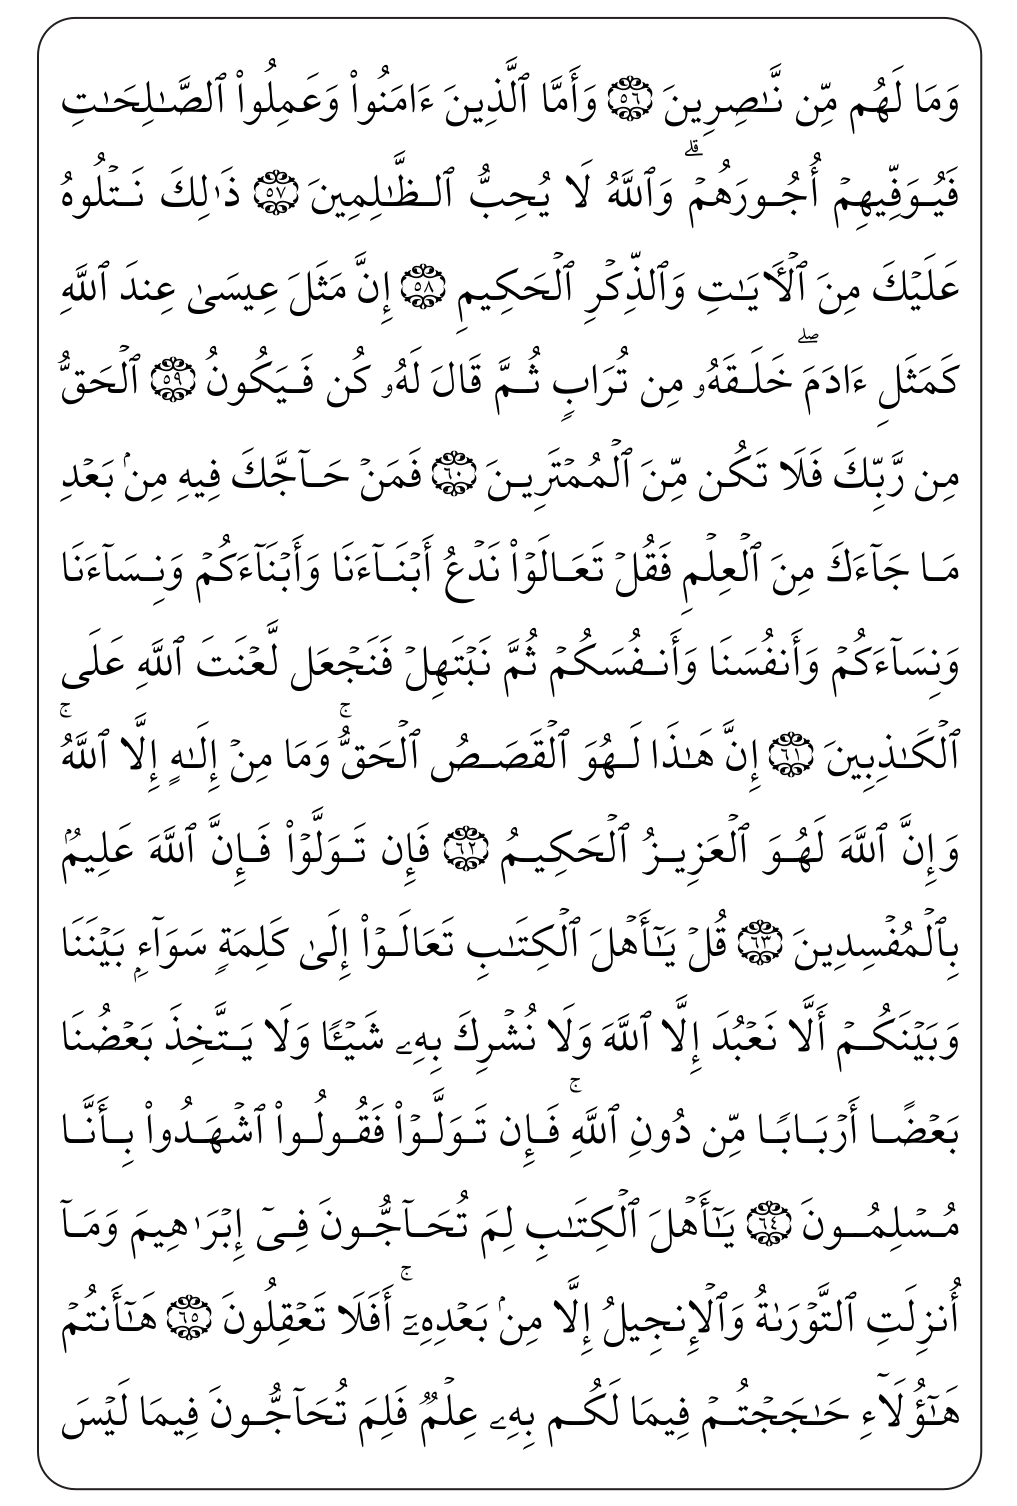 وَمَا لَهُم مِّن نَّـٰصِرِينَ ۝٥٦ وَأَمَّا ٱلَّذِينَ ءَامَنُوا۟ وَعَمِلُوا۟ ٱلصَّـٰلِحَـٰتِ
فَيُوَفِّيهِمْ أُجُورَهُمْ ۗ وَٱللَّهُ لَا يُحِبُّ ٱلظَّـٰلِمِينَ ۝٥٧ ذَٰلِكَ نَتْلُوهُ
عَلَيْكَ مِنَ ٱلْـَٔايَـٰتِ وَٱلذِّكْرِ ٱلْحَكِيمِ ۝٥٨ إِنَّ مَثَلَ عِيسَىٰ عِندَ ٱللَّهِ
كَمَثَلِ ءَادَمَ ۖ خَلَقَهُۥ مِن تُرَابٍ ثُمَّ قَالَ لَهُۥ كُن فَيَكُونُ ۝٥٩ ٱلْحَقُّ
مِن رَّبِّكَ فَلَا تَكُن مِّنَ ٱلْمُمْتَرِينَ ۝٦٠ فَمَنْ حَآجَّكَ فِيهِ مِنۢ بَعْدِ
مَا جَآءَكَ مِنَ ٱلْعِلْمِ فَقُلْ تَعَالَوْا۟ نَدْعُ أَبْنَآءَنَا وَأَبْنَآءَكُمْ وَنِسَآءَنَا
وَنِسَآءَكُمْ وَأَنفُسَنَا وَأَنفُسَكُمْ ثُمَّ نَبْتَهِلْ فَنَجْعَل لَّعْنَتَ ٱللَّهِ عَلَى
ٱلْكَـٰذِبِينَ ۝٦١ إِنَّ هَـٰذَا لَهُوَ ٱلْقَصَصُ ٱلْحَقُّ ۚ وَمَا مِنْ إِلَـٰهٍ إِلَّا ٱللَّهُ ۚ
وَإِنَّ ٱللَّهَ لَهُوَ ٱلْعَزِيزُ ٱلْحَكِيمُ ۝٦٢ فَإِن تَوَلَّوْا۟ فَإِنَّ ٱللَّهَ عَلِيمٌۢ
بِٱلْمُفْسِدِينَ ۝٦٣ قُلْ يَـٰٓأَهْلَ ٱلْكِتَـٰبِ تَعَالَوْا۟ إِلَىٰ كَلِمَةٍ سَوَآءٍۭ بَيْنَنَا
وَبَيْنَكُمْ أَلَّا نَعْبُدَ إِلَّا ٱللَّهَ وَلَا نُشْرِكَ بِهِۦ شَيْـًٔا وَلَا يَتَّخِذَ بَعْضُنَا
بَعْضًا أَرْبَابًا مِّن دُونِ ٱللَّهِ ۚ فَإِن تَوَلَّوْا۟ فَقُولُوا۟ ٱشْهَدُوا۟ بِأَنَّا
مُسْلِمُونَ ۝٦٤ يَـٰٓأَهْلَ ٱلْكِتَـٰبِ لِمَ تُحَآجُّونَ فِىٓ إِبْرَٰهِيمَ وَمَآ
أُنزِلَتِ ٱلتَّوْرَىٰةُ وَٱلْإِنجِيلُ إِلَّا مِنۢ بَعْدِهِۦٓ ۚ أَفَلَا تَعْقِلُونَ ۝٦٥ هَـٰٓأَنتُمْ
هَـٰٓؤُلَآءِ حَـٰجَجْتُمْ فِيمَا لَكُم بِهِۦ عِلْمٌۭ فَلِمَ تُحَآجُّونَ فِيمَا لَيْسَ